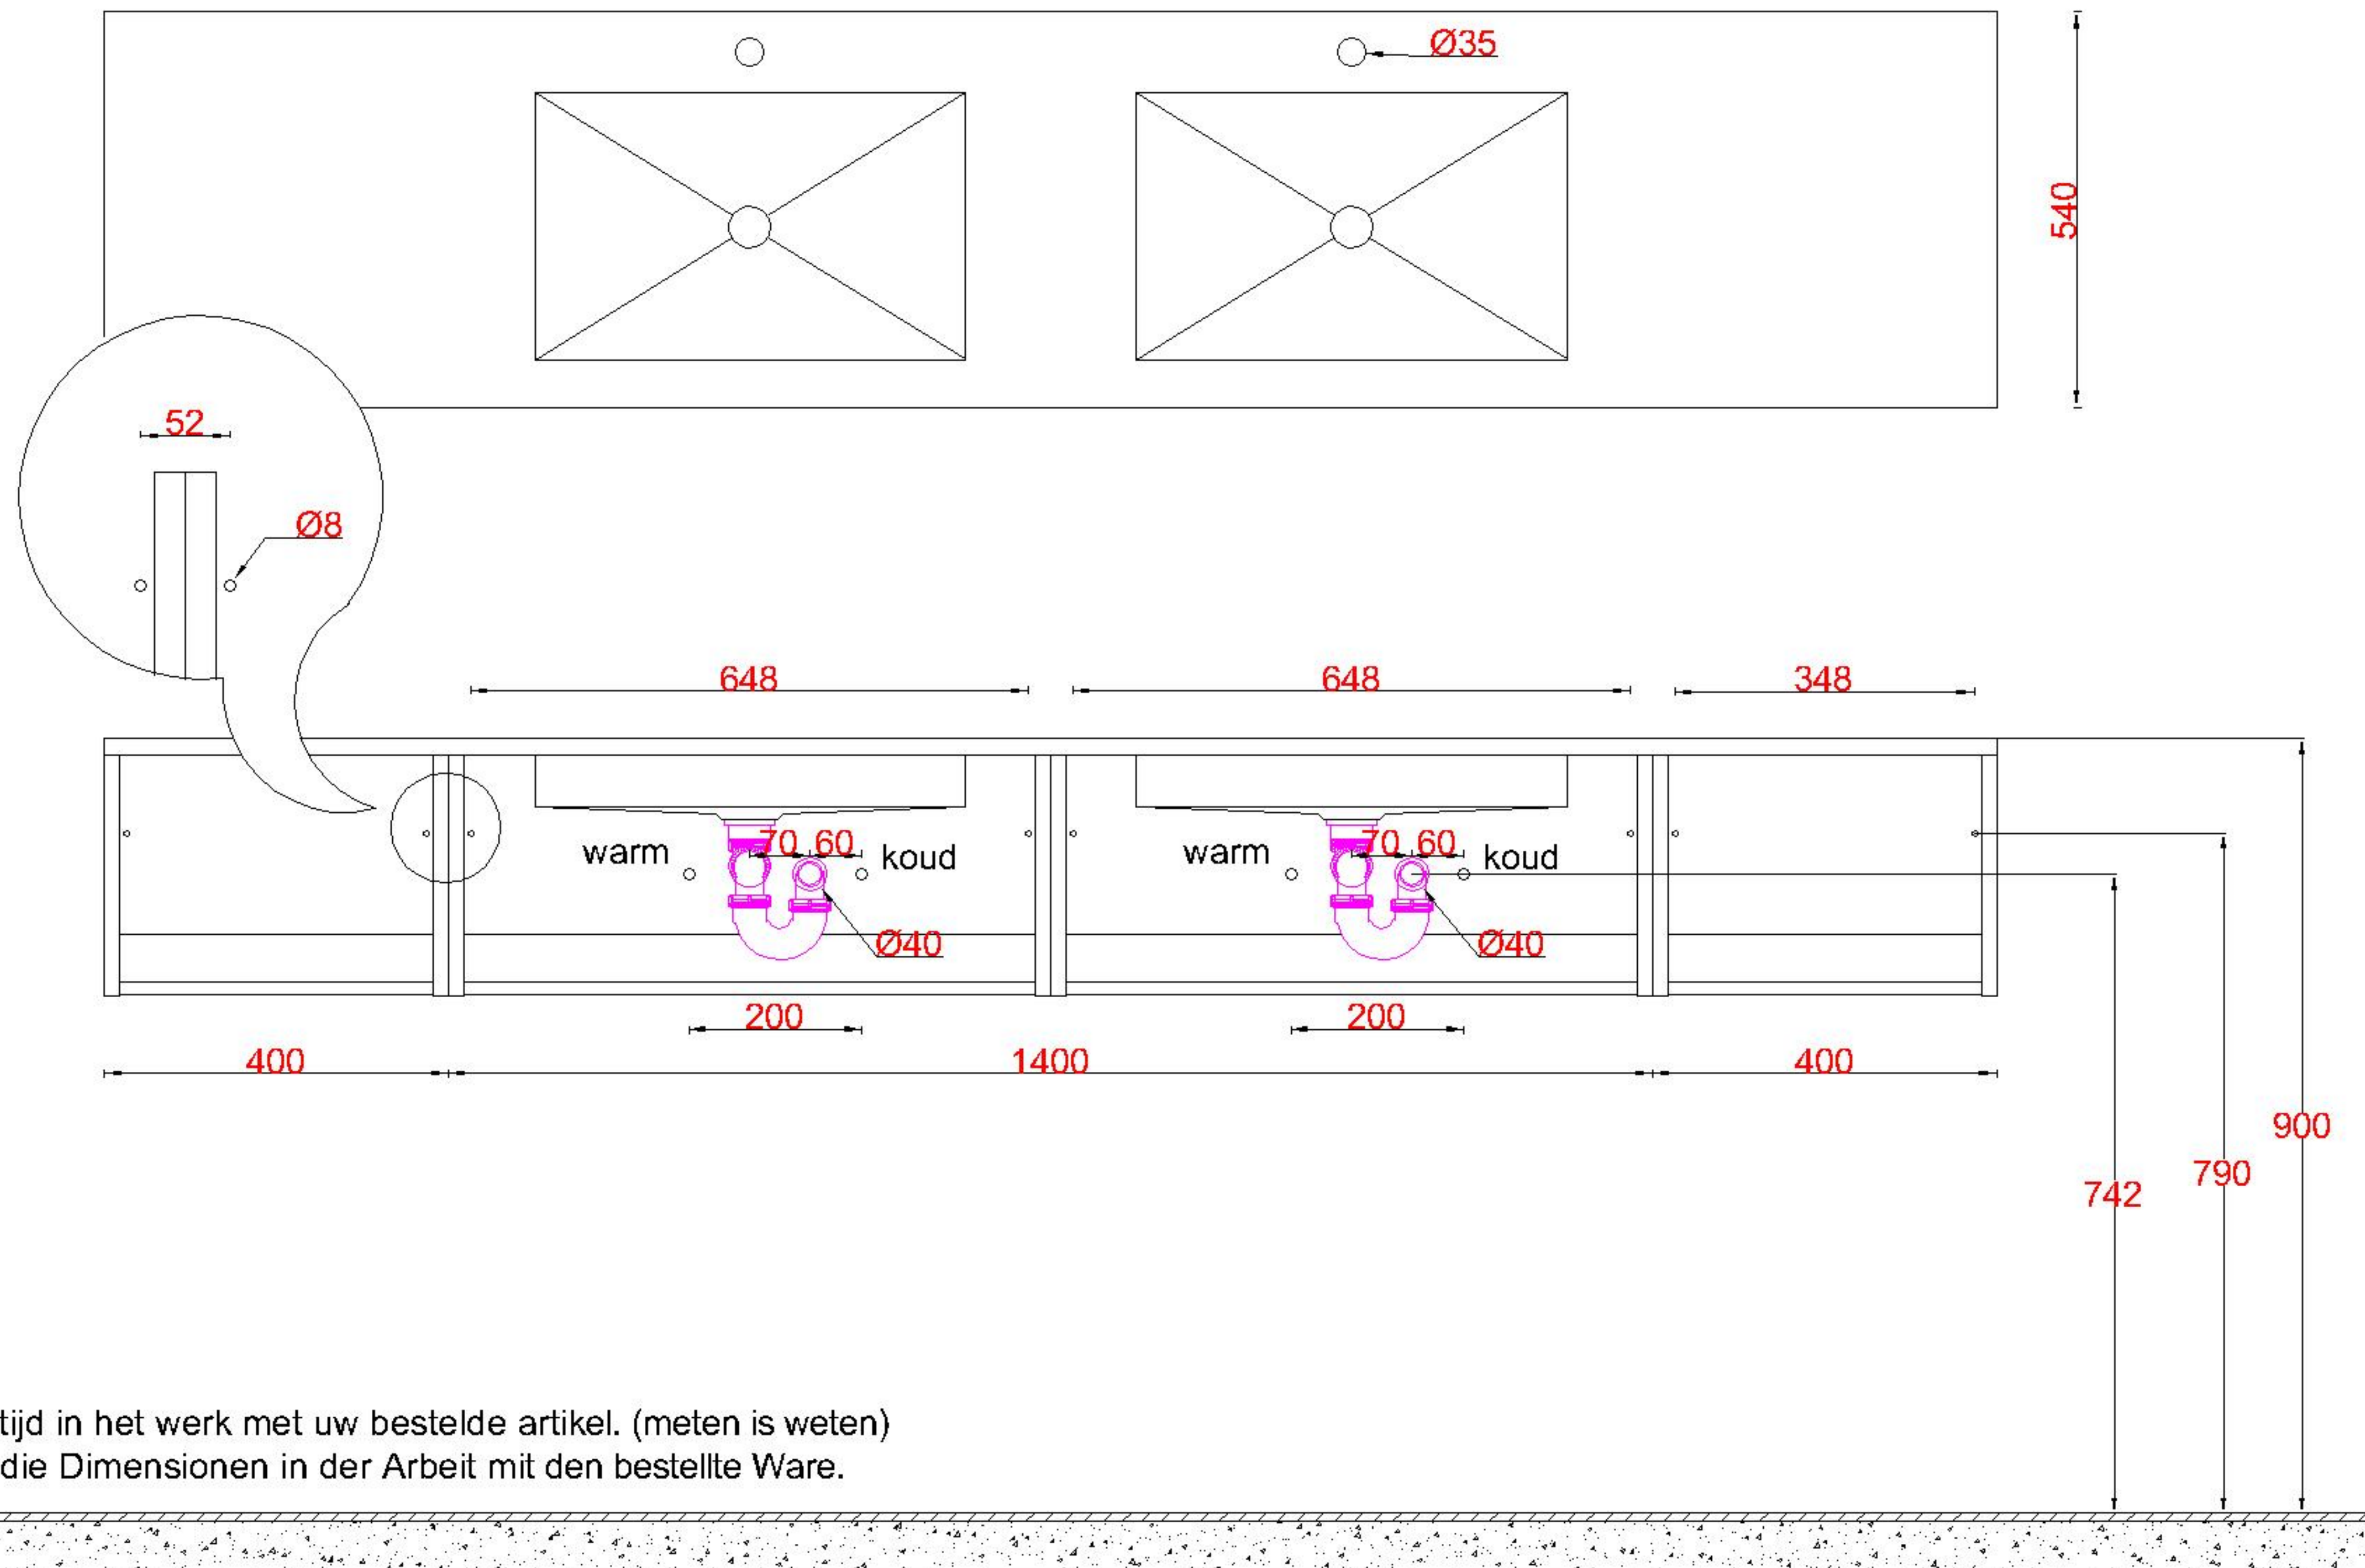 Ø35
540
52
Ø8
648 648 348
warm 70 60 koud warm 70 60 koud
Ø40 Ø40
200 200
400 1400 400
900
790
742
tijd in het werk met uw bestelde artikel. (meten is weten)
die Dimensionen in der Arbeit mit den bestellte Ware.